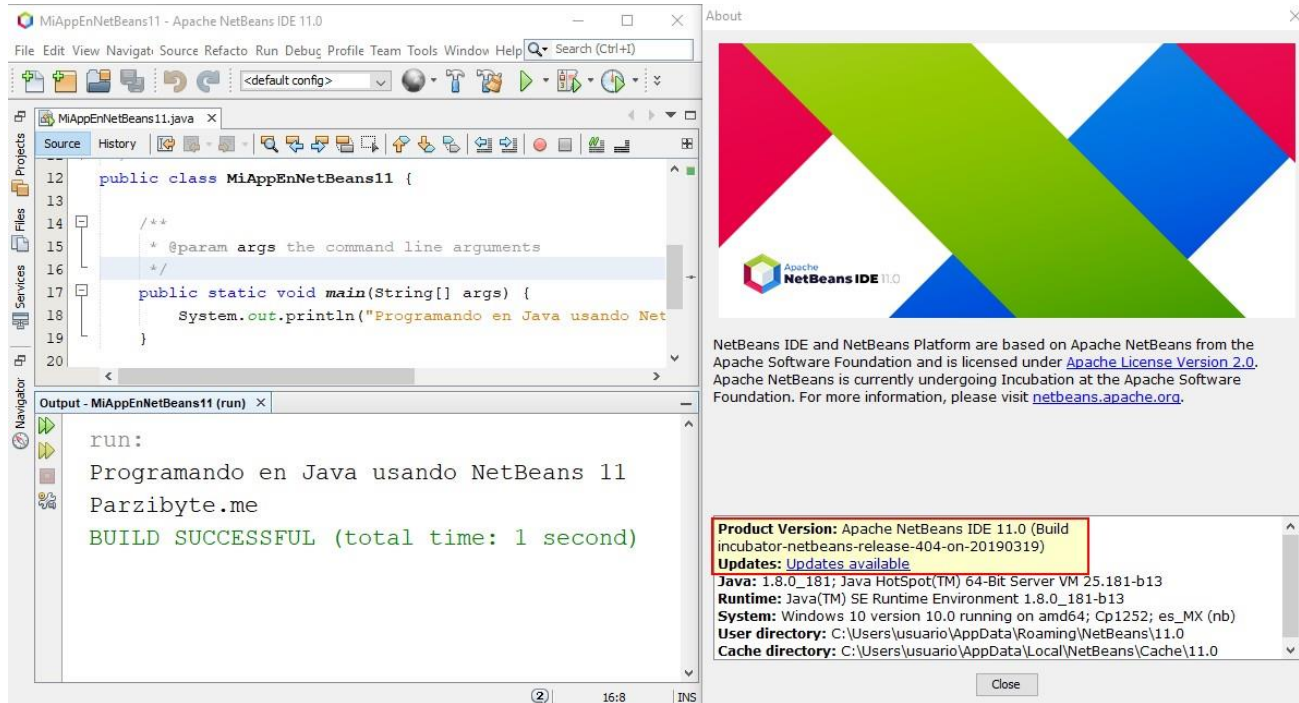 MiAppEnNetBeans11 - Apache NetBeans IDE 11.0
File Edit View Navigat Source Refacto Run Debug Profile Team Tools Window Help Search (Ctrl+I)
<default config>
MiAppEnNetBeans11.java
Source History
Projects
Files
Services
Navigator
12 public class MiAppEnNetBeans11 {
13
14 /**
15 * @param args the command line arguments
16 */
17 public static void main(String[] args) {
18 System.out.println("Programando en Java usando Net
19 }
20
Output - MiAppEnNetBeans11 (run)
run:
Programando en Java usando NetBeans 11
Parzibyte.me
BUILD SUCCESSFUL (total time: 1 second)
2 16:8 INS
About
Apache
NetBeans IDE 11.0
NetBeans IDE and NetBeans Platform are based on Apache NetBeans from the
Apache Software Foundation and is licensed under Apache License Version 2.0.
Apache NetBeans is currently undergoing Incubation at the Apache Software
Foundation. For more information, please visit netbeans.apache.org.
Product Version: Apache NetBeans IDE 11.0 (Build
incubator-netbeans-release-404-on-20190319)
Updates: Updates available
Java: 1.8.0_181; Java HotSpot(TM) 64-Bit Server VM 25.181-b13
Runtime: Java(TM) SE Runtime Environment 1.8.0_181-b13
System: Windows 10 version 10.0 running on amd64; Cp1252; es_MX (nb)
User directory: C:\Users\usuario\AppData\Roaming\NetBeans\11.0
Cache directory: C:\Users\usuario\AppData\Local\NetBeans\Cache\11.0
Close